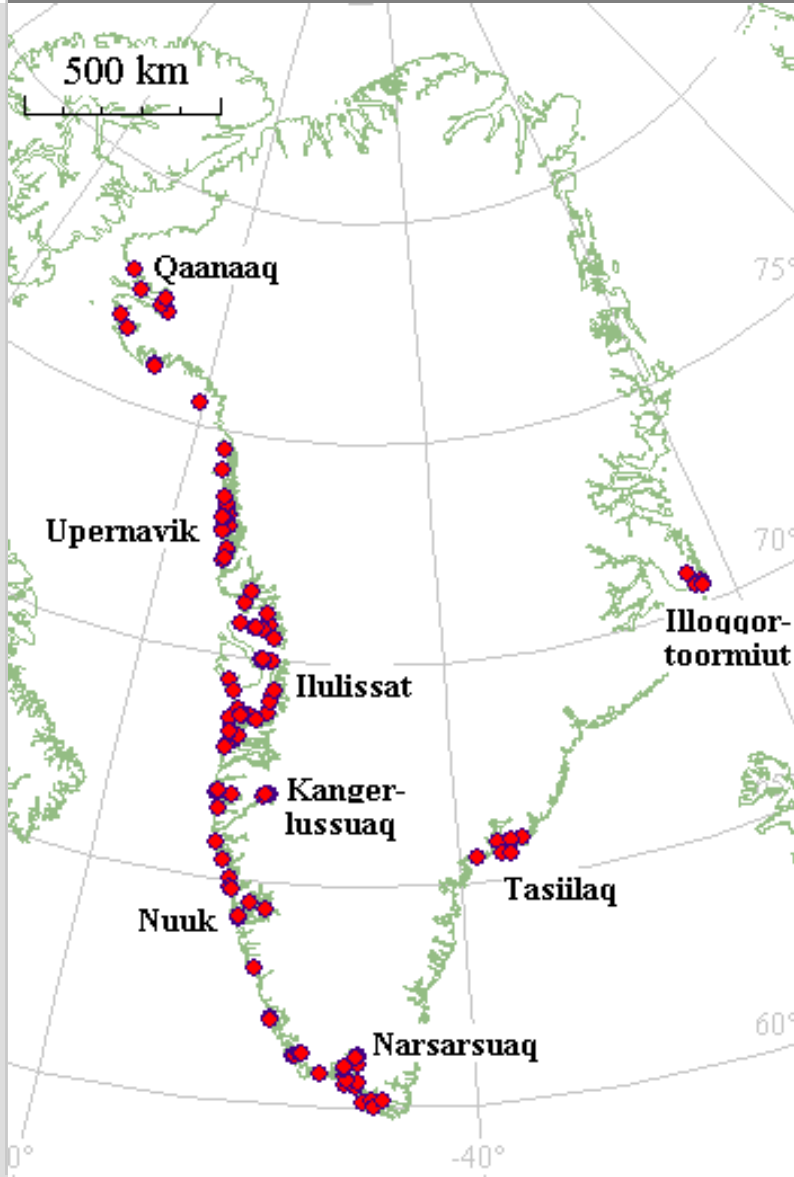 500 km
Qaanaaq
75°
Upernavik
70°
Illoqqor-
toormiut
Ilulissat
Kanger-
lussuaq
Tasiilaq
Nuuk
60°
Narsarsuaq
0°
-40°